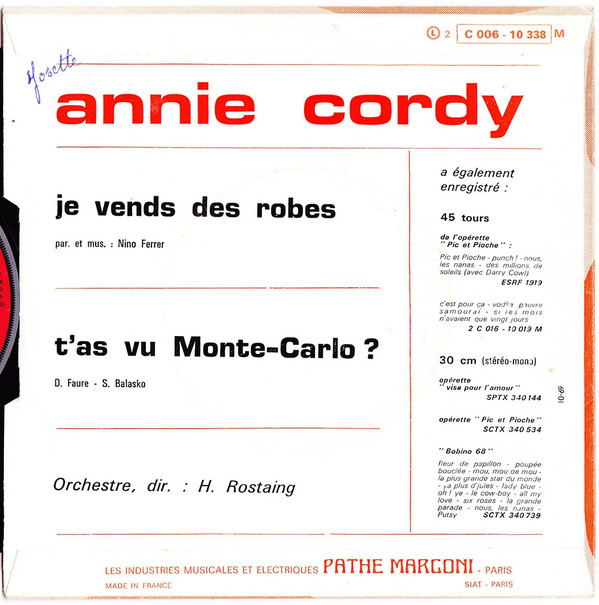 Ⓛ 2 C 006 - 10 338 M
Josette
annie cordy
je vends des robes
par. et mus. : Nino Ferrer
t'as vu Monte-Carlo ?
D. Faure - S. Balasko
Orchestre, dir. : H. Rostaing
a également
enregistré :
45 tours
de l'opérette
"Pic et Pioche" :
Pic et Pioche - punch ! - nous,
les nanas - des millions de
soleils (avec Darry Cowl)
ESRF 1919
c'est pour ça - vodka pauvre
samouraï - si les mois
n'avaient que vingt jours
2 C 016 - 10 019 M
30 cm (stéréo-mono)
opérette
"visa pour l'amour"
SPTX 340 144
opérette "Pic et Pioche"
SCTX 340 534
"Bobino 68"
fleur de papillon - poupée
bouclée - mou, mou de mou -
la plus grande star du monde
- ya plus d'jules - lady blue -
oh ! ye - le cow-boy - all my
love - six roses - la grande
parade - nous, les nanas -
Putsy SCTX 340 739
69-01
LES INDUSTRIES MUSICALES ET ELECTRIQUES PATHE MARCONI - PARIS
MADE IN FRANCE SIAT - PARIS